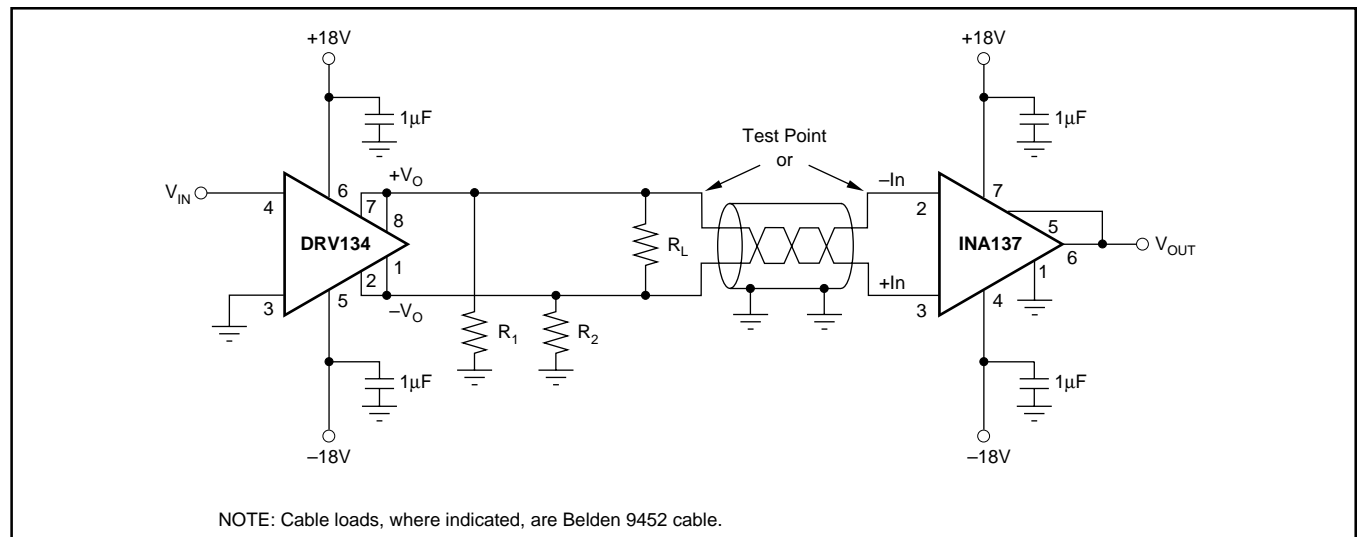 +18V
+18V
1μF
1μF
Test Point
or
+V_O
–In
V_IN
4
6
7
8
2
7
DRV134
R_L
INA137
5
6
V_OUT
1
2
1
3
5
–V_O
+In
3
4
R_1
R_2
1μF
1μF
–18V
–18V
NOTE: Cable loads, where indicated, are Belden 9452 cable.